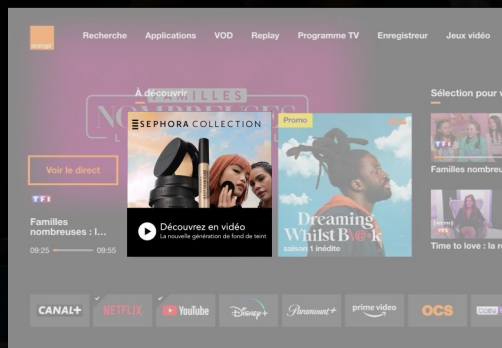 orange
Recherche Applications VOD Replay Programme TV Enregistreur Jeux vidéo
À découvrir
Sélection pour v
FAMILLES
NOMBREUSES
SEPHORA COLLECTION
Promo
Voir le direct
TF1
TF1
Familles nombreu
Familles
nombreuses : l...
Découvrez en vidéo
La nouvelle génération de fond de teint
Dreaming
Whilst Bl@*k
saison 1 inédite
09:25 09:55
Time to love : la r
CANAL+ NETFLIX YouTube Disney+ Paramount+ prime video OCS beIN